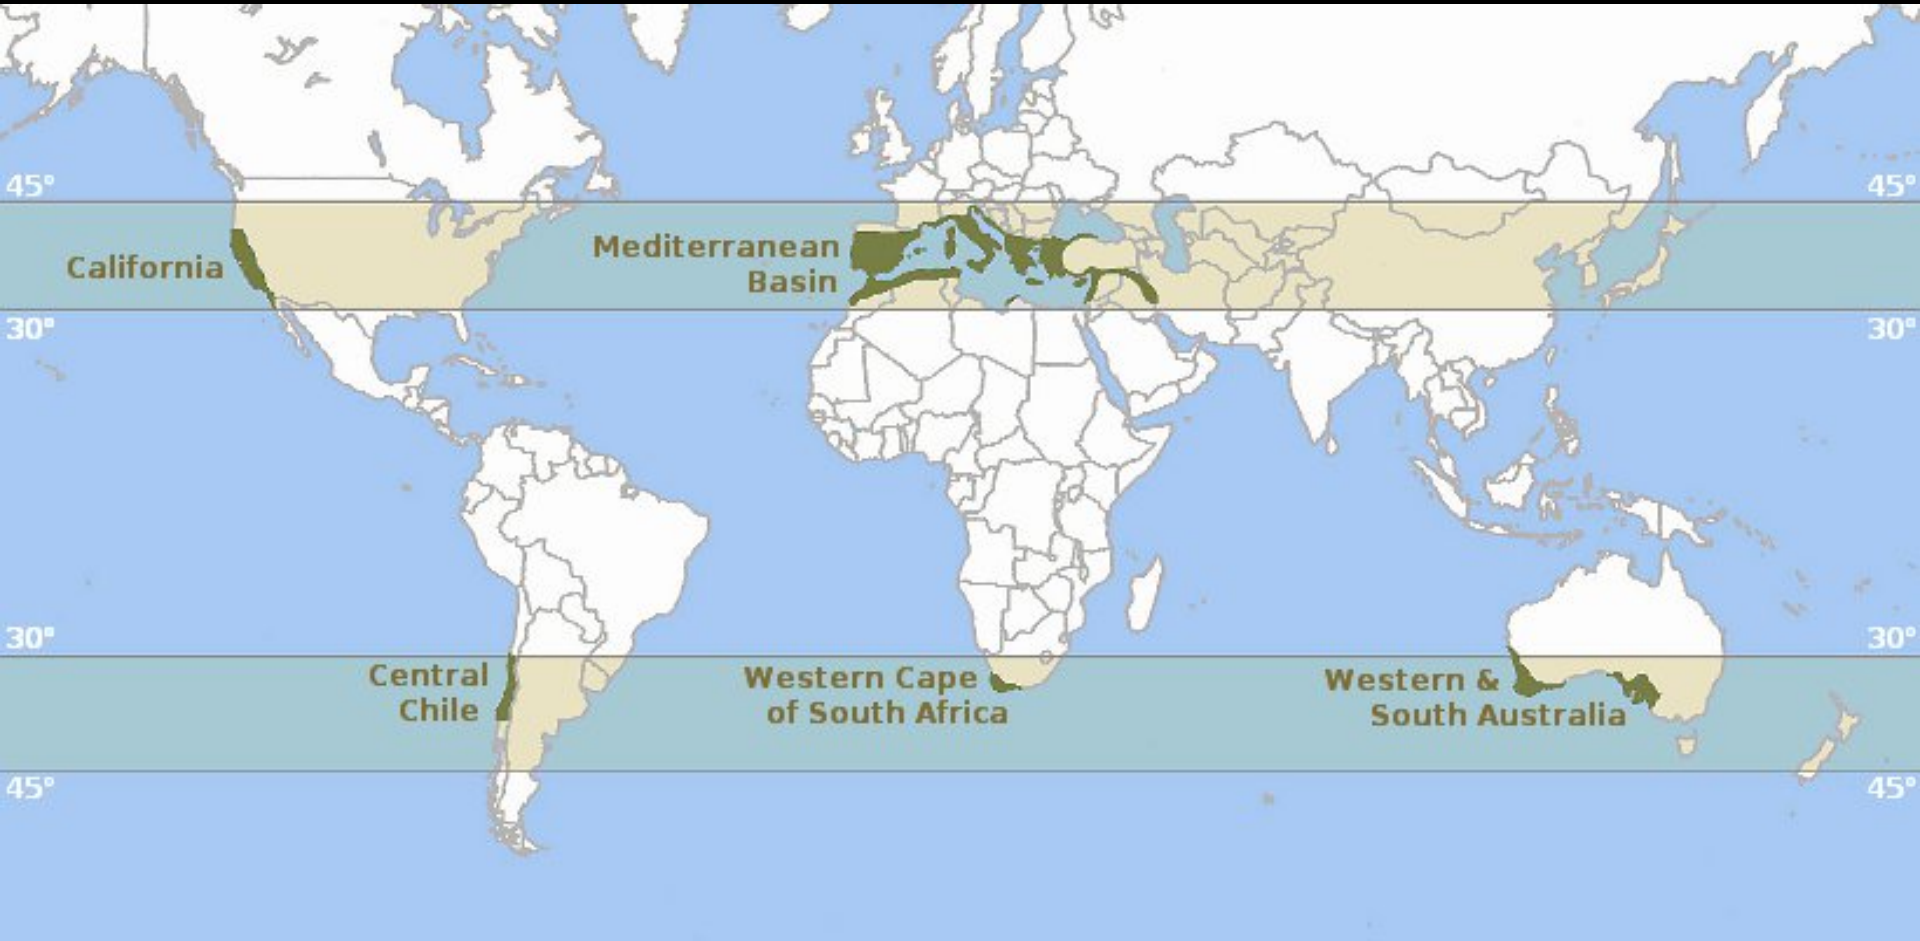 45°
45°
California
Mediterranean
Basin
30°
30°
30°
30°
Central
Chile
Western Cape
of South Africa
Western &
South Australia
45°
45°